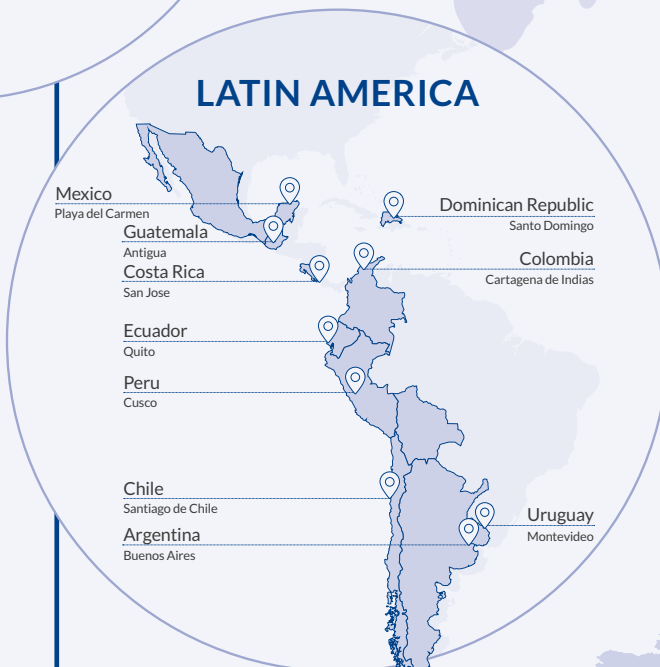 LATIN AMERICA
Mexico
Playa del Carmen
Guatemala
Antigua
Costa Rica
San Jose
Ecuador
Quito
Peru
Cusco
Chile
Santiago de Chile
Argentina
Buenos Aires
Dominican Republic
Santo Domingo
Colombia
Cartagena de Indias
Uruguay
Montevideo